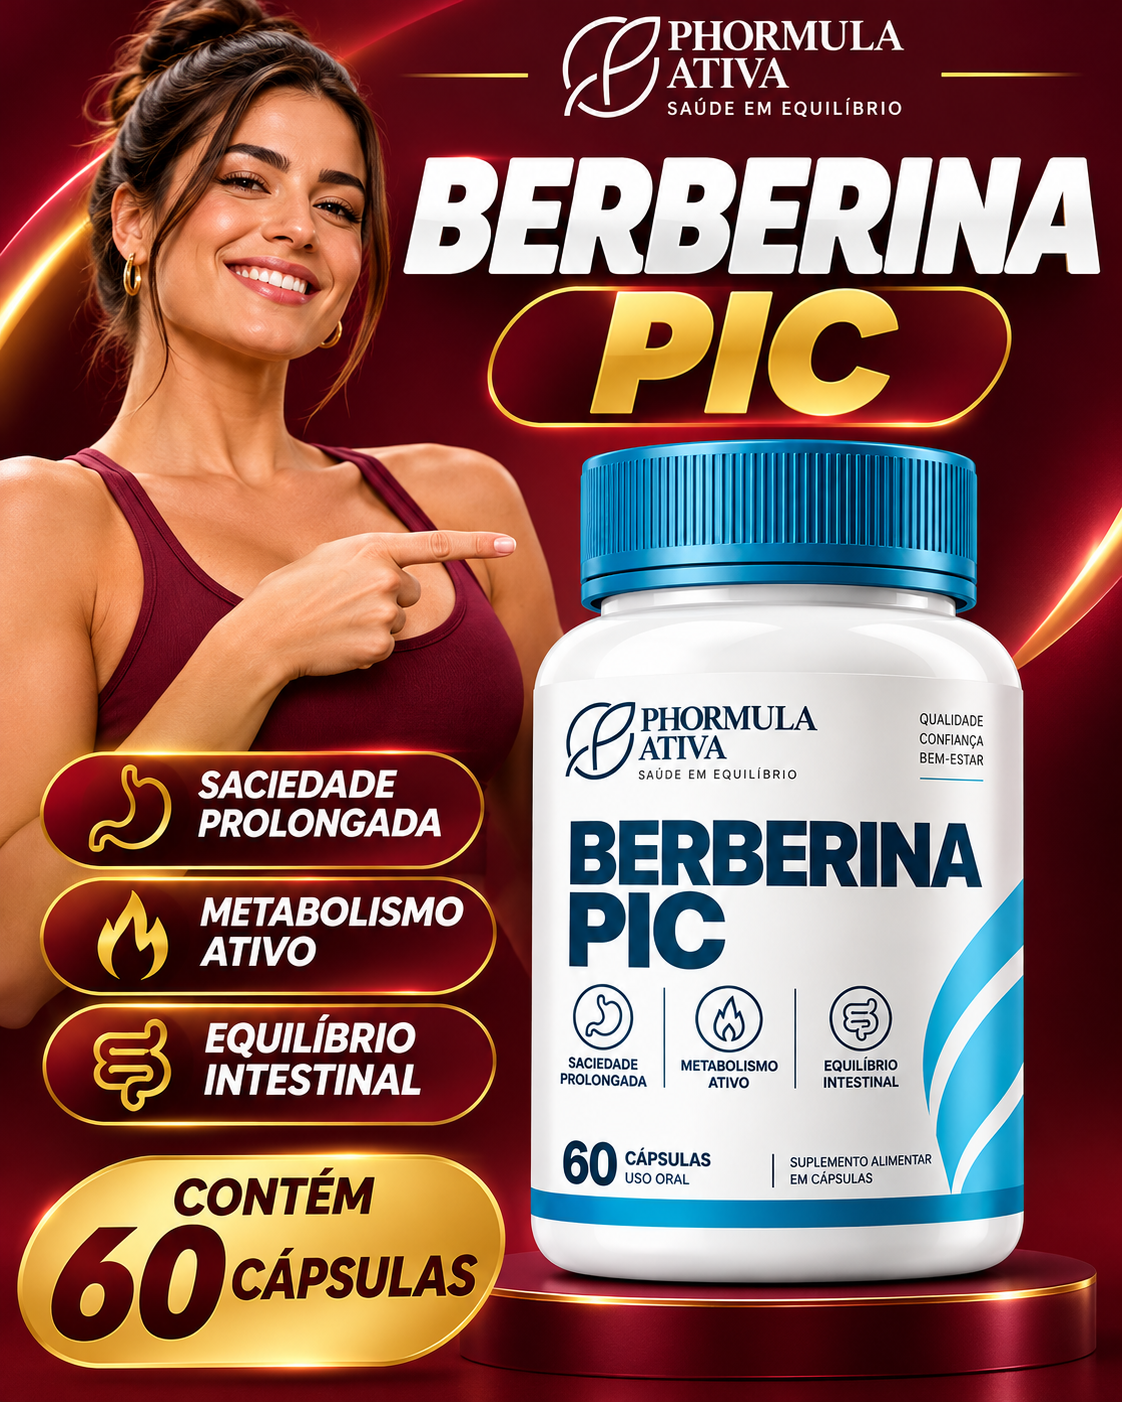 PHORMULA
ATIVA
SAÚDE EM EQUILÍBRIO
BERBERINA
PIC
SACIEDADE
PROLONGADA
METABOLISMO
ATIVO
EQUILÍBRIO
INTESTINAL
CONTÉM
60 CÁPSULAS
PHORMULA
ATIVA
SAÚDE EM EQUILÍBRIO
QUALIDADE
CONFIANÇA
BEM-ESTAR
BERBERINA
PIC
SACIEDADE
PROLONGADA
METABOLISMO
ATIVO
EQUILÍBRIO
INTESTINAL
60 CÁPSULAS
USO ORAL
SUPLEMENTO ALIMENTAR
EM CÁPSULAS